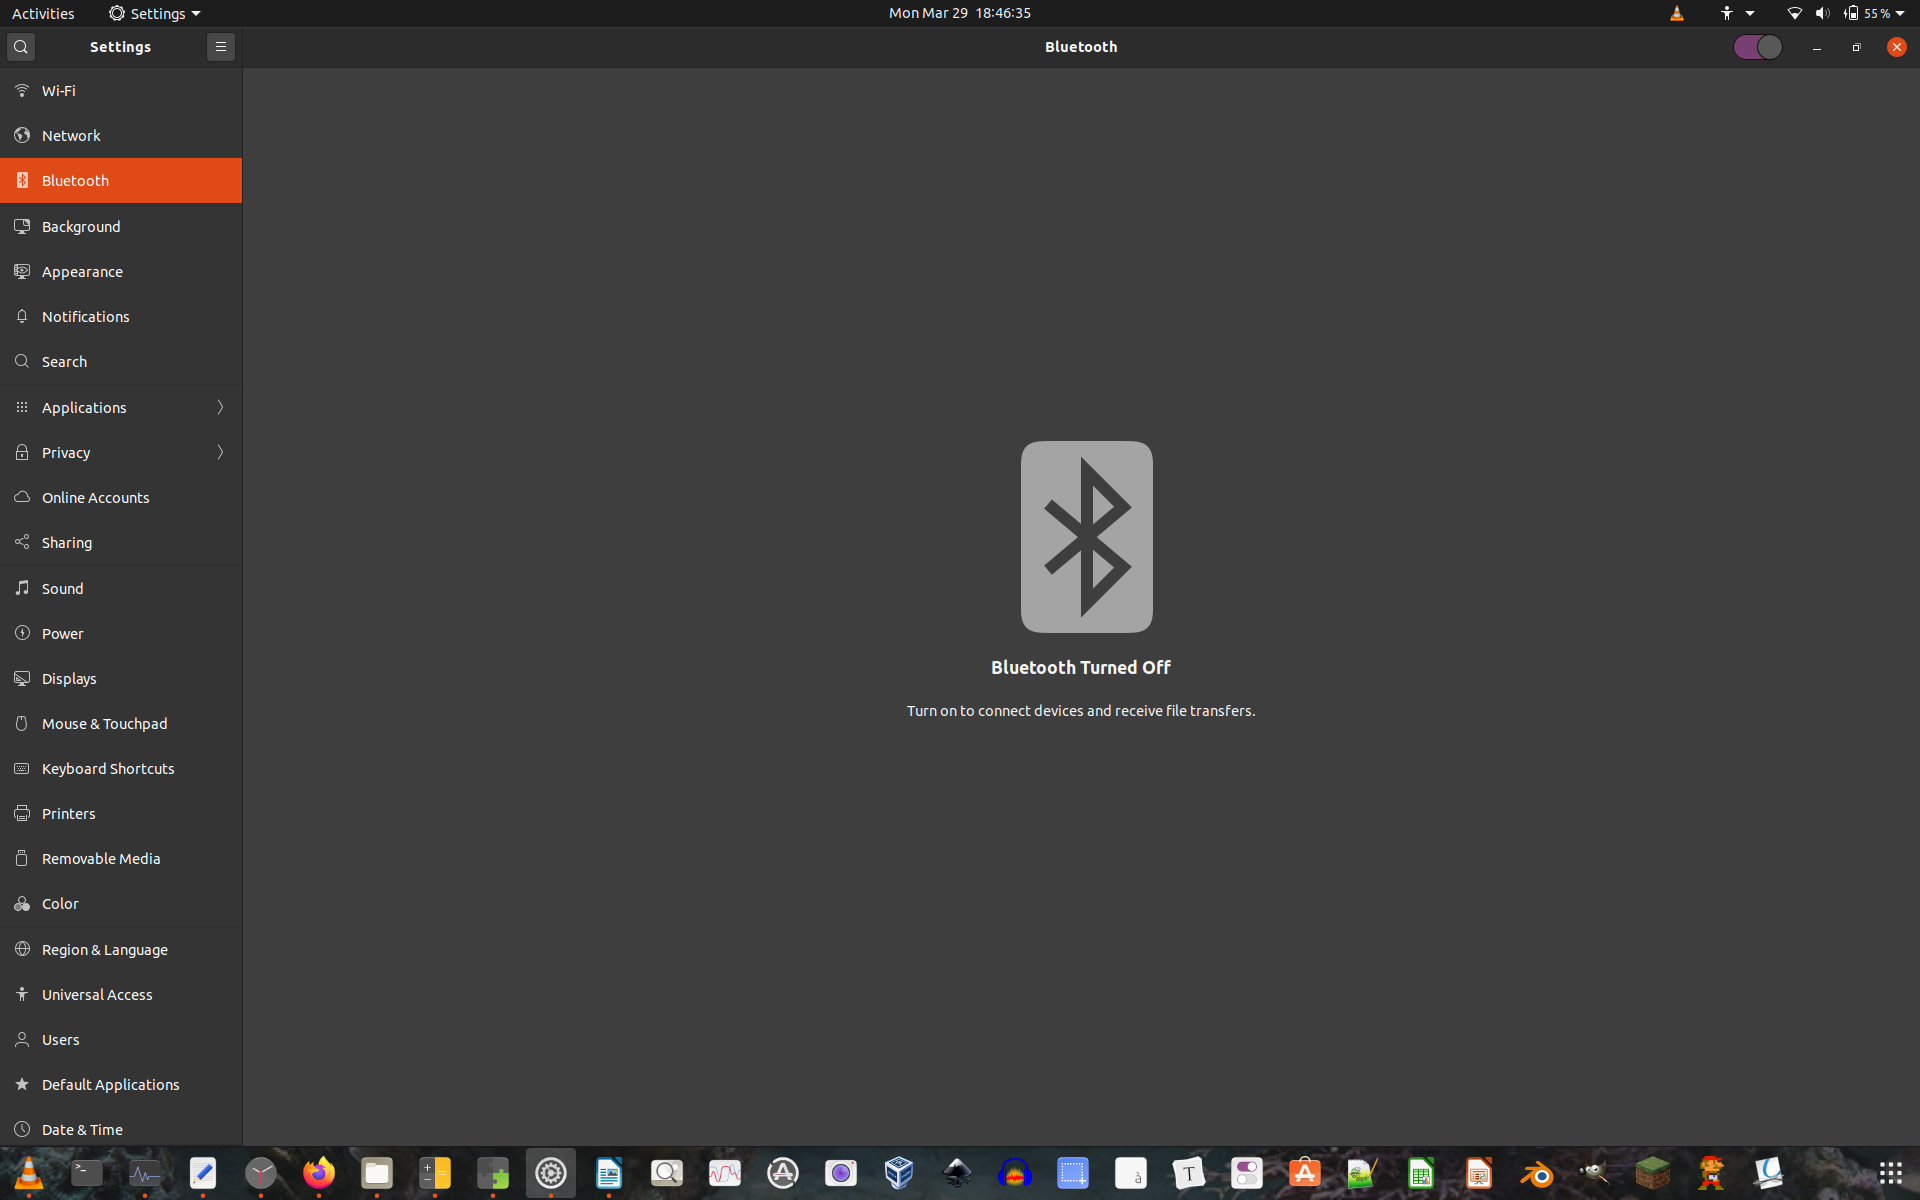 Activities
Settings
Mon Mar 29 18:46:35
55 %
Settings
Bluetooth
Wi-Fi
Network
Bluetooth
Background
Appearance
Notifications
Search
Applications
Privacy
Online Accounts
Sharing
Sound
Power
Displays
Mouse & Touchpad
Keyboard Shortcuts
Printers
Removable Media
Color
Region & Language
Universal Access
Users
Default Applications
Date & Time
Bluetooth Turned Off
Turn on to connect devices and receive file transfers.